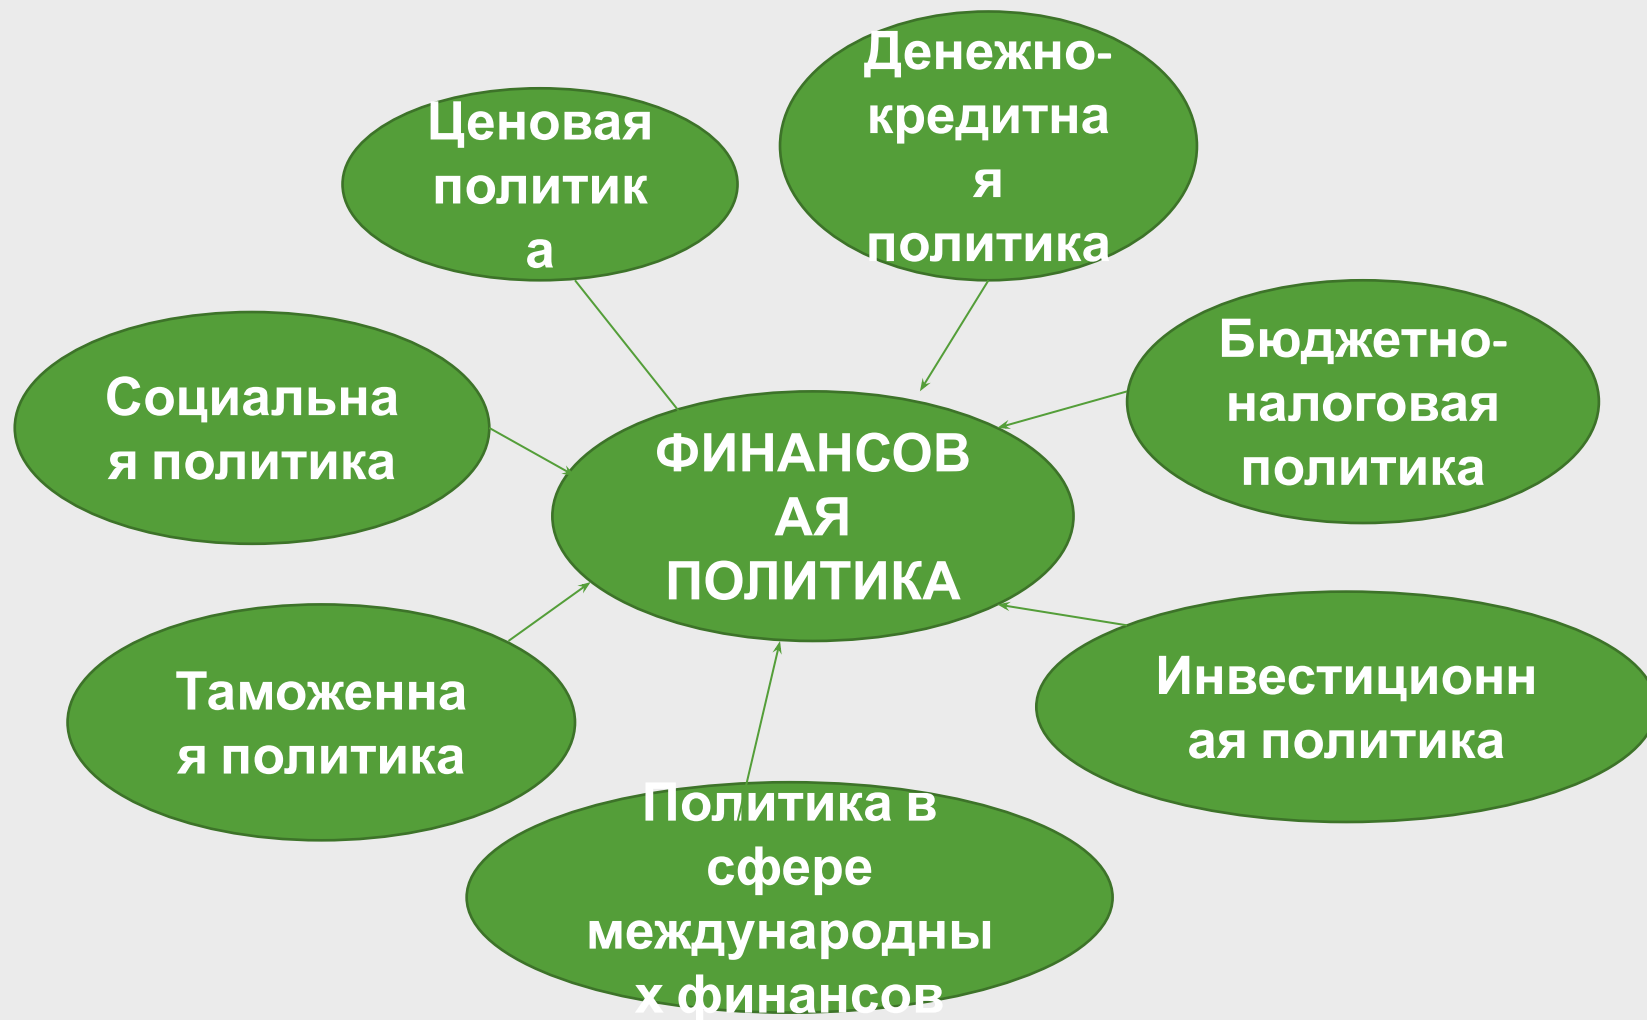 Денежно-
кредитна
я
политика
Ценовая
политик
а
Бюджетно-
налоговая
политика
Социальна
я политика
ФИНАНСОВ
АЯ
ПОЛИТИКА
Инвестиционн
ая политика
Таможенна
я политика
Политика в
сфере
международны
х финансов